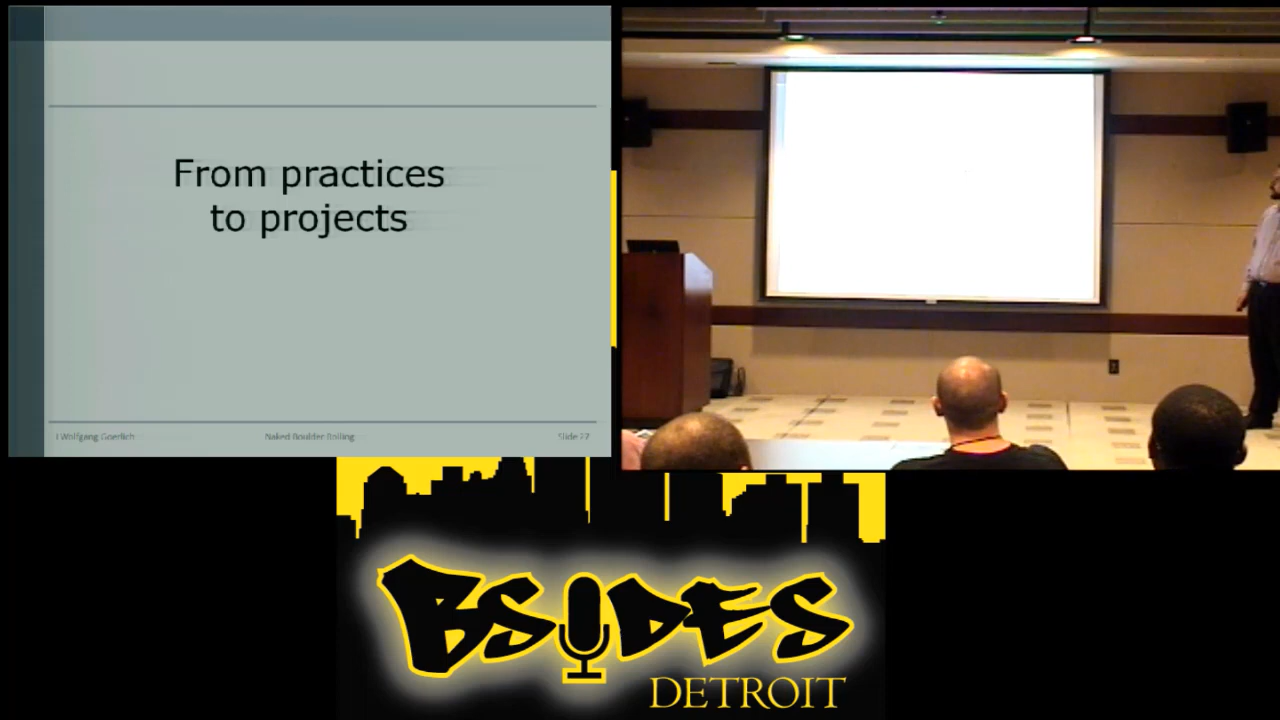 From practices
to projects
J Wolfgang Goerlich
Naked Boulder Rolling
Slide 27
BSIDES
DETROIT